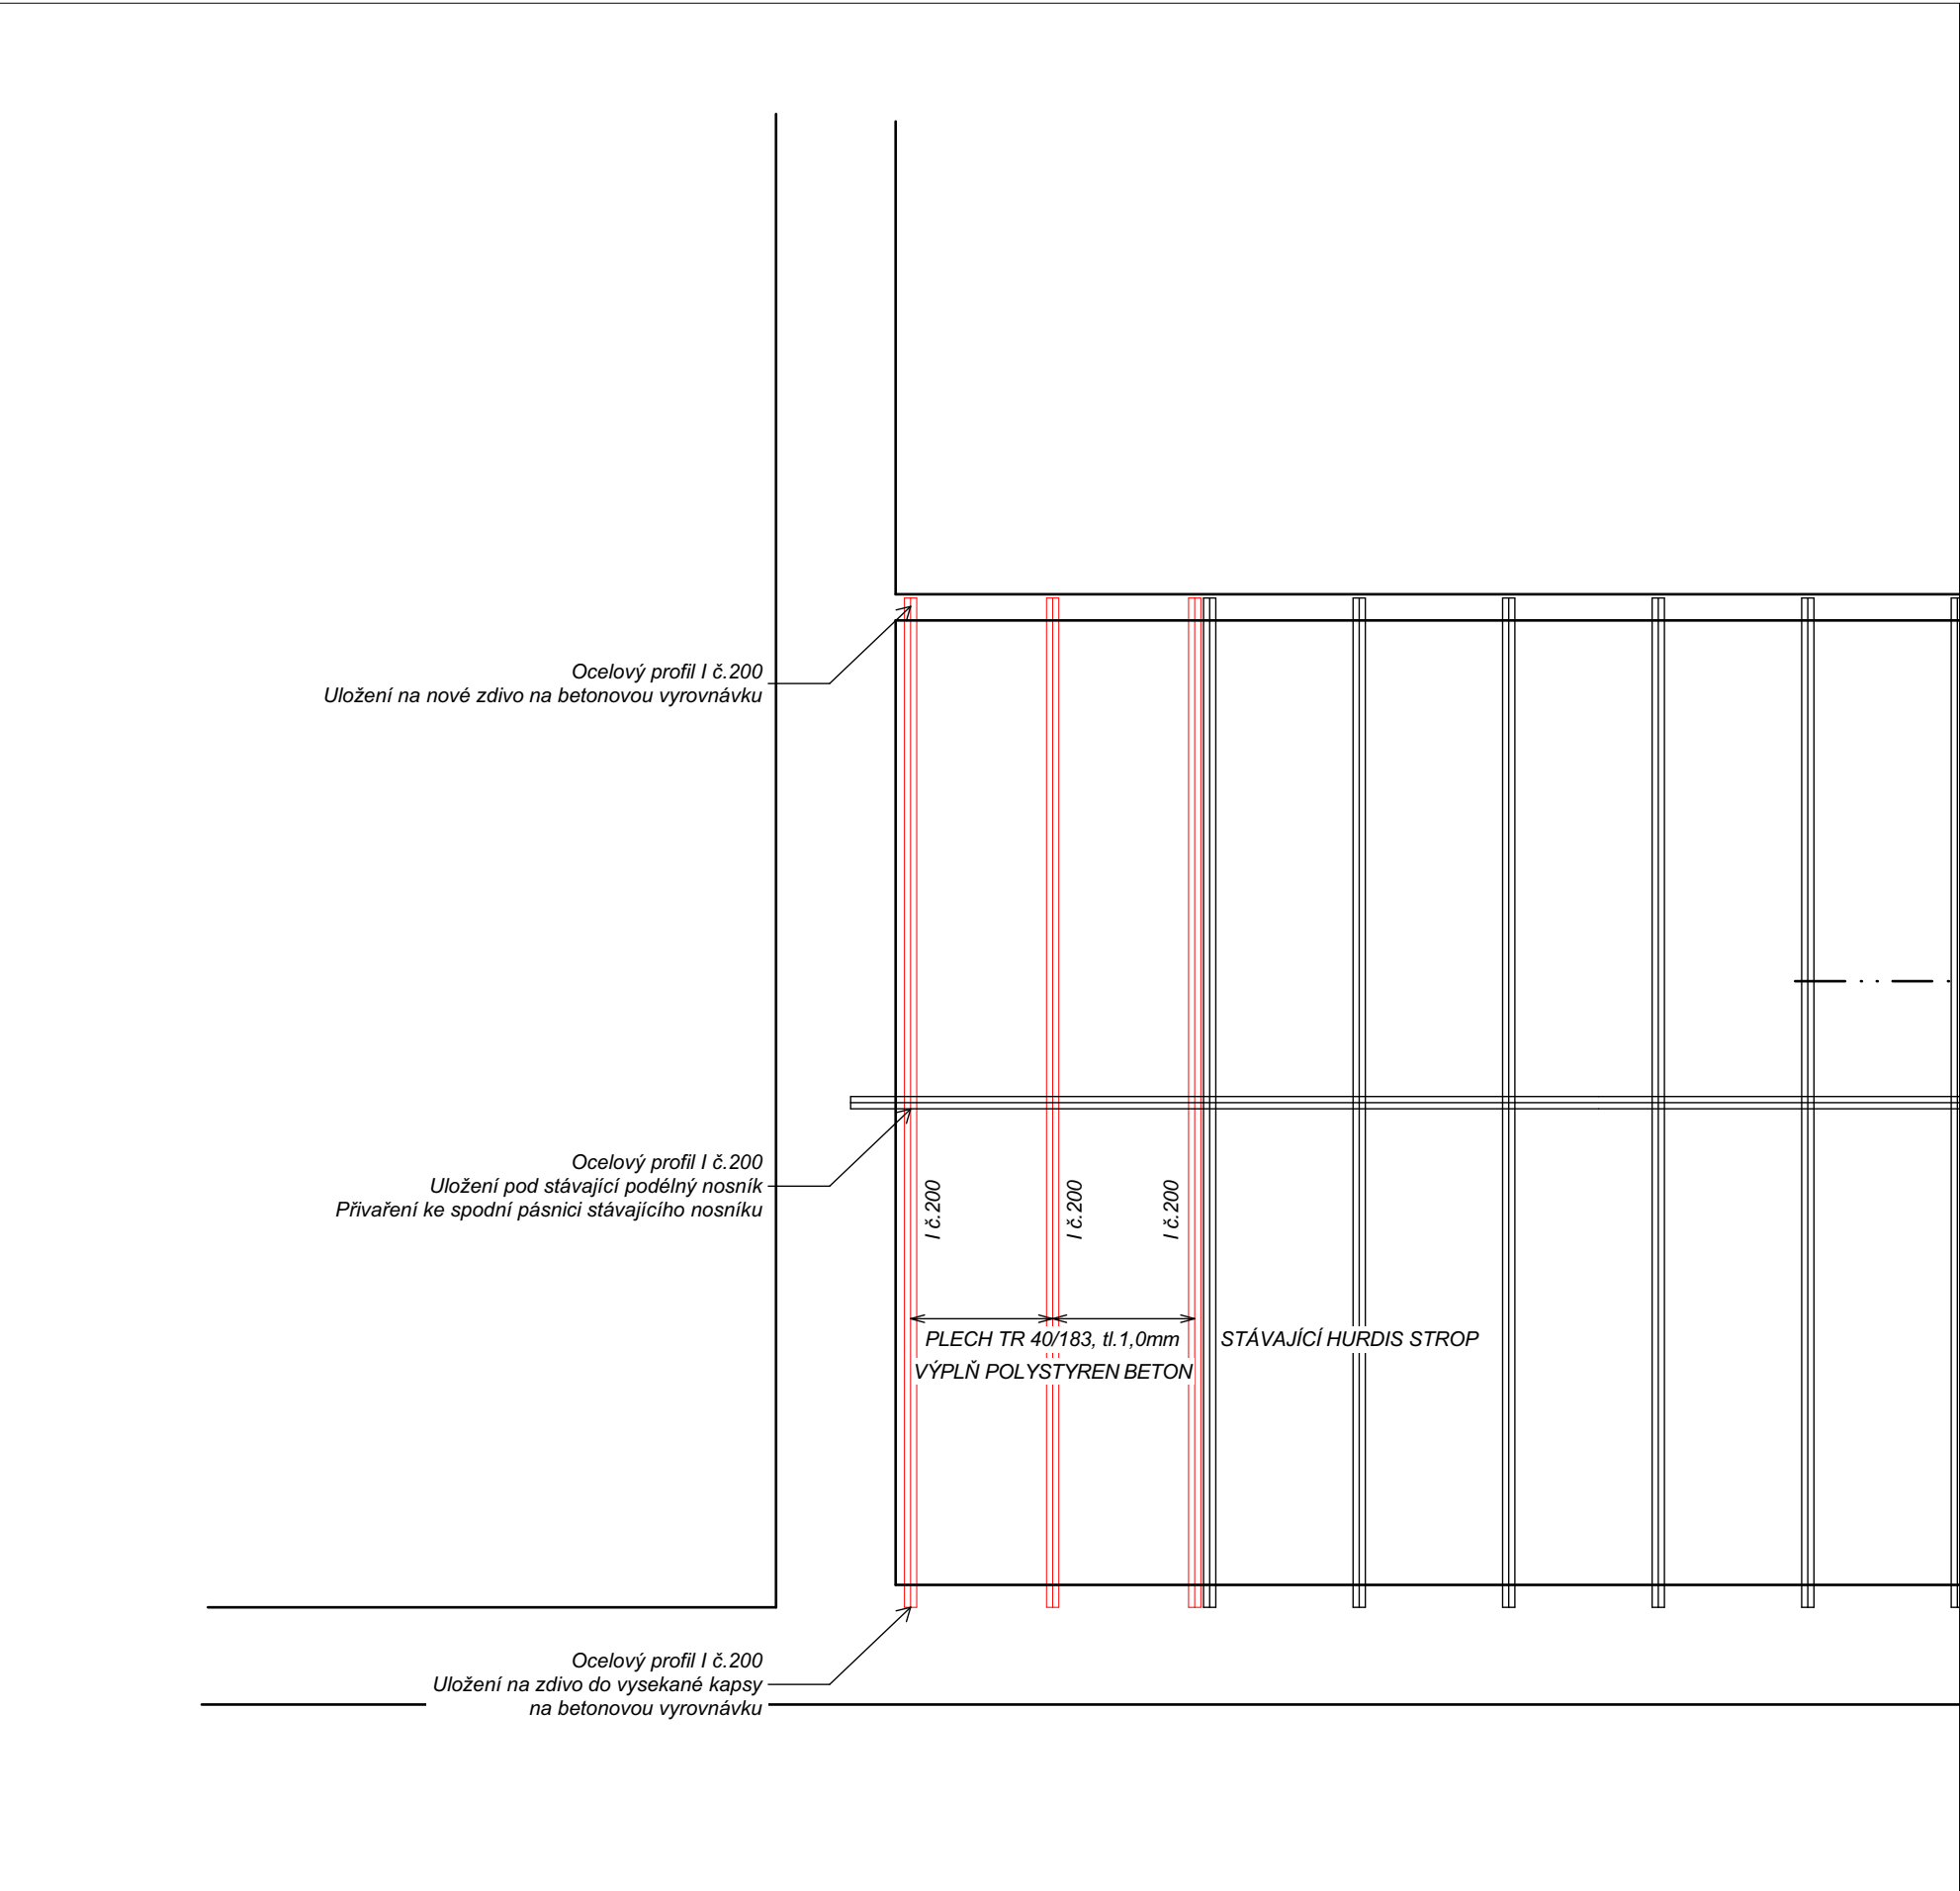 Ocelový profil I č.200
Uložení na nové zdivo na betonovou vyrovnávku
Ocelový profil I č.200
Uložení pod stávající podélný nosník
Přivaření ke spodní pásnici stávajícího nosníku
I č.200
I č.200
I č.200
PLECH TR 40/183, tl.1,0mm
STÁVAJÍCÍ HURDIS STROP
VÝPLŇ POLYSTYREN BETON
Ocelový profil I č.200
Uložení na zdivo do vysekané kapsy
na betonovou vyrovnávku